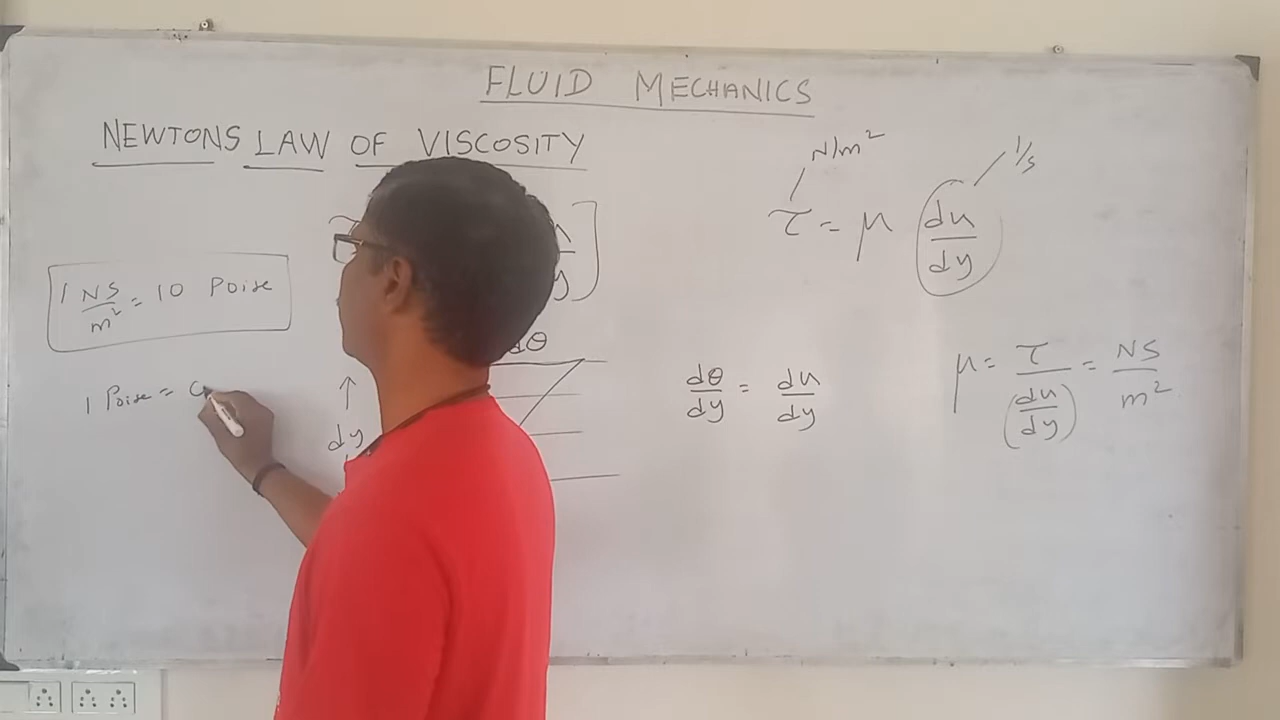 FLUID MECHANICS
NEWTONS LAW OF VISCOSITY
N/m²
1/s
τ = μ du/dy
1 NS/m² = 10 Poise
dθ
1 Poise =
dy
dθ/dy = du/dy
μ = τ/(du/dy) = NS/m²